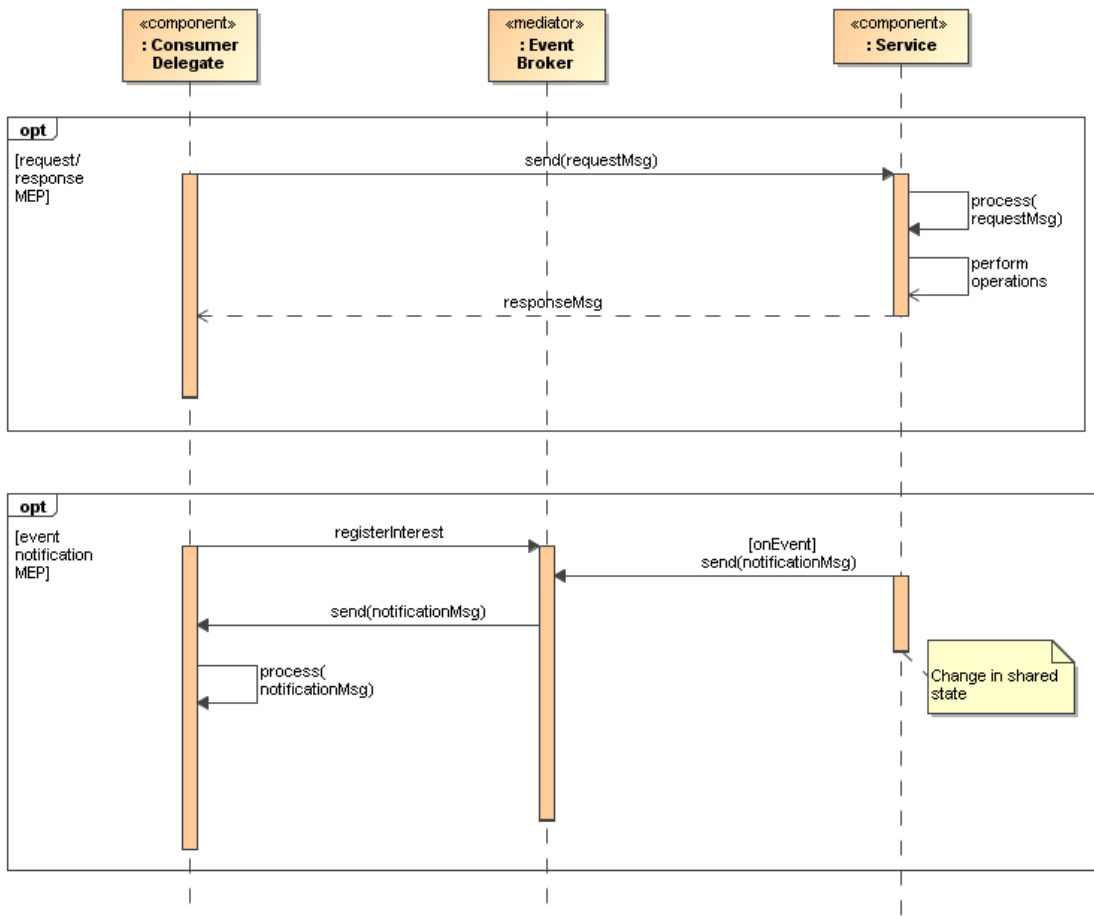 «component»
: Consumer
Delegate
«mediator»
: Event
Broker
«component»
: Service
opt
[request/
response
MEP]
send(requestMsg)
process(
requestMsg)
perform
operations
responseMsg
opt
[event
notification
MEP]
registerInterest
[onEvent]
send(notificationMsg)
send(notificationMsg)
process(
notificationMsg)
Change in shared
state